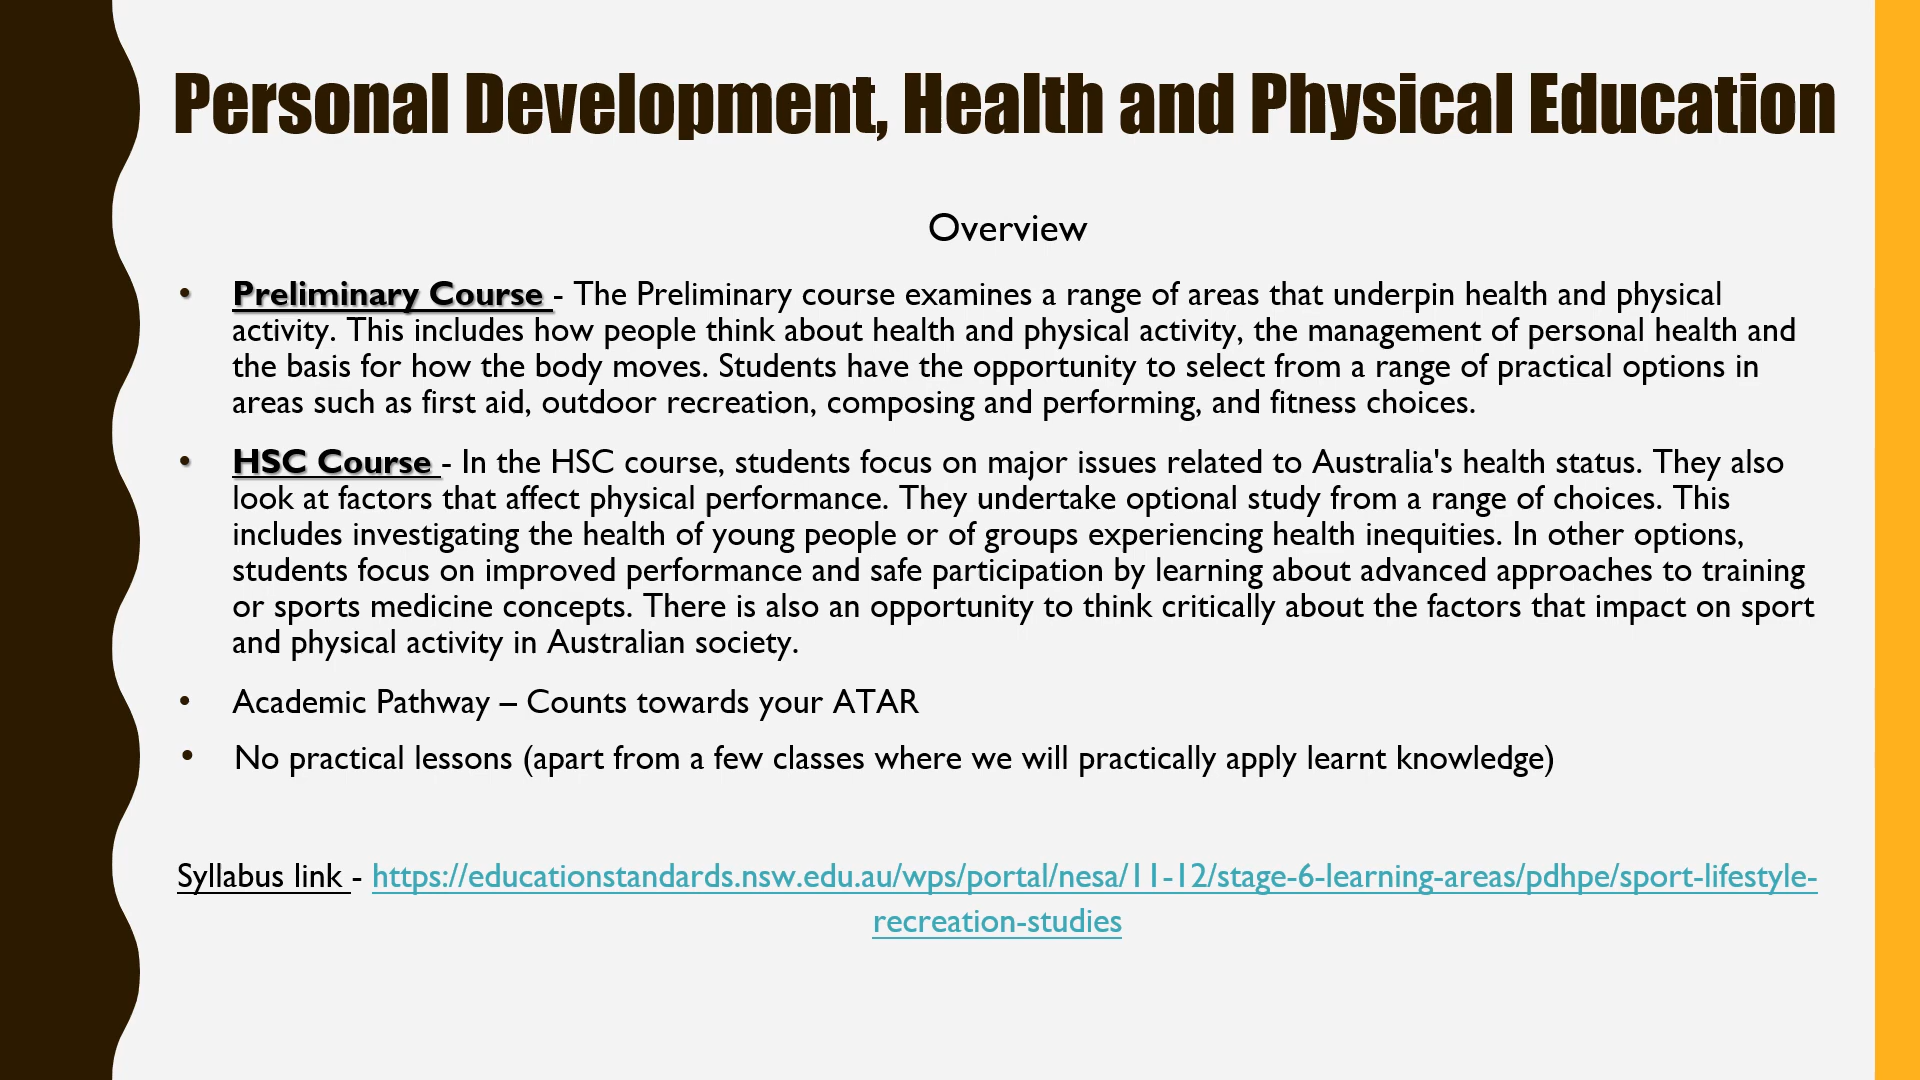 Personal Development, Health and Physical Education
Overview
• Preliminary Course - The Preliminary course examines a range of areas that underpin health and physical
activity. This includes how people think about health and physical activity, the management of personal health and
the basis for how the body moves. Students have the opportunity to select from a range of practical options in
areas such as first aid, outdoor recreation, composing and performing, and fitness choices.
• HSC Course - In the HSC course, students focus on major issues related to Australia's health status. They also
look at factors that affect physical performance. They undertake optional study from a range of choices. This
includes investigating the health of young people or of groups experiencing health inequities. In other options,
students focus on improved performance and safe participation by learning about advanced approaches to training
or sports medicine concepts. There is also an opportunity to think critically about the factors that impact on sport
and physical activity in Australian society.
• Academic Pathway – Counts towards your ATAR
• No practical lessons (apart from a few classes where we will practically apply learnt knowledge)
Syllabus link - https://educationstandards.nsw.edu.au/wps/portal/nesa/11-12/stage-6-learning-areas/pdhpe/sport-lifestyle-
recreation-studies